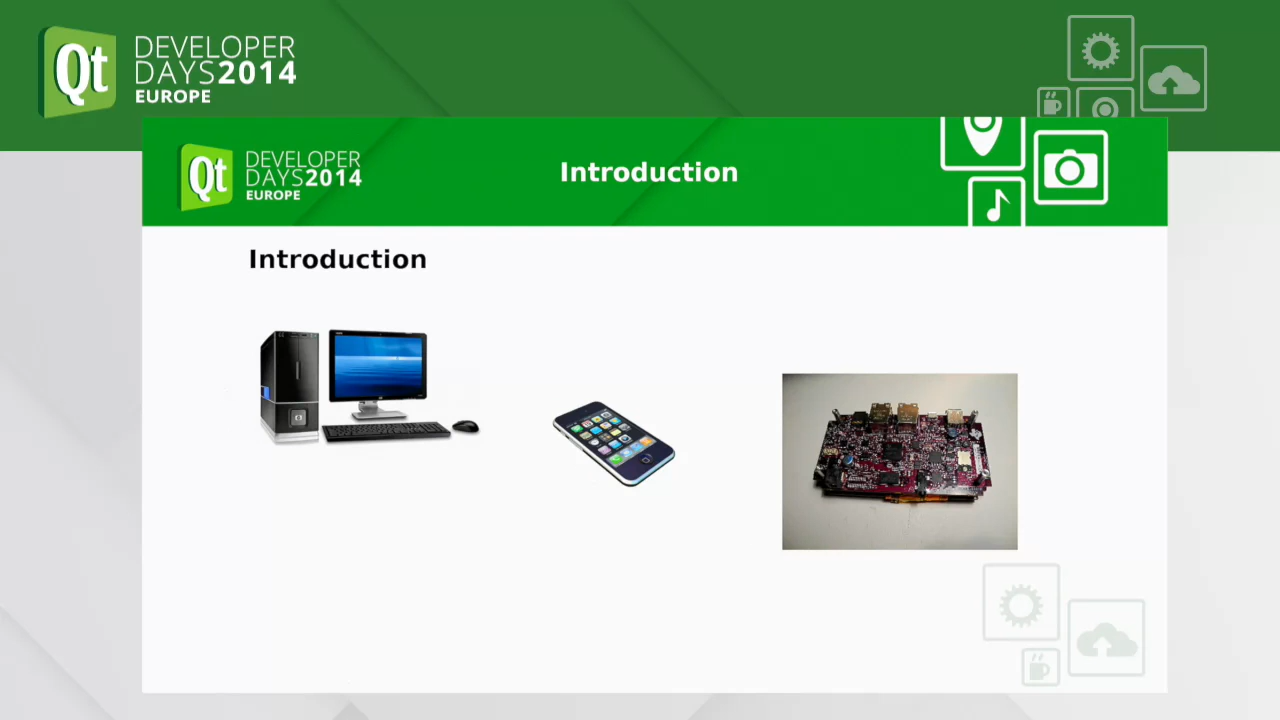 Qt
DEVELOPER
DAYS2014
EUROPE
Qt
DEVELOPER
DAYS2014
EUROPE
Introduction
Introduction